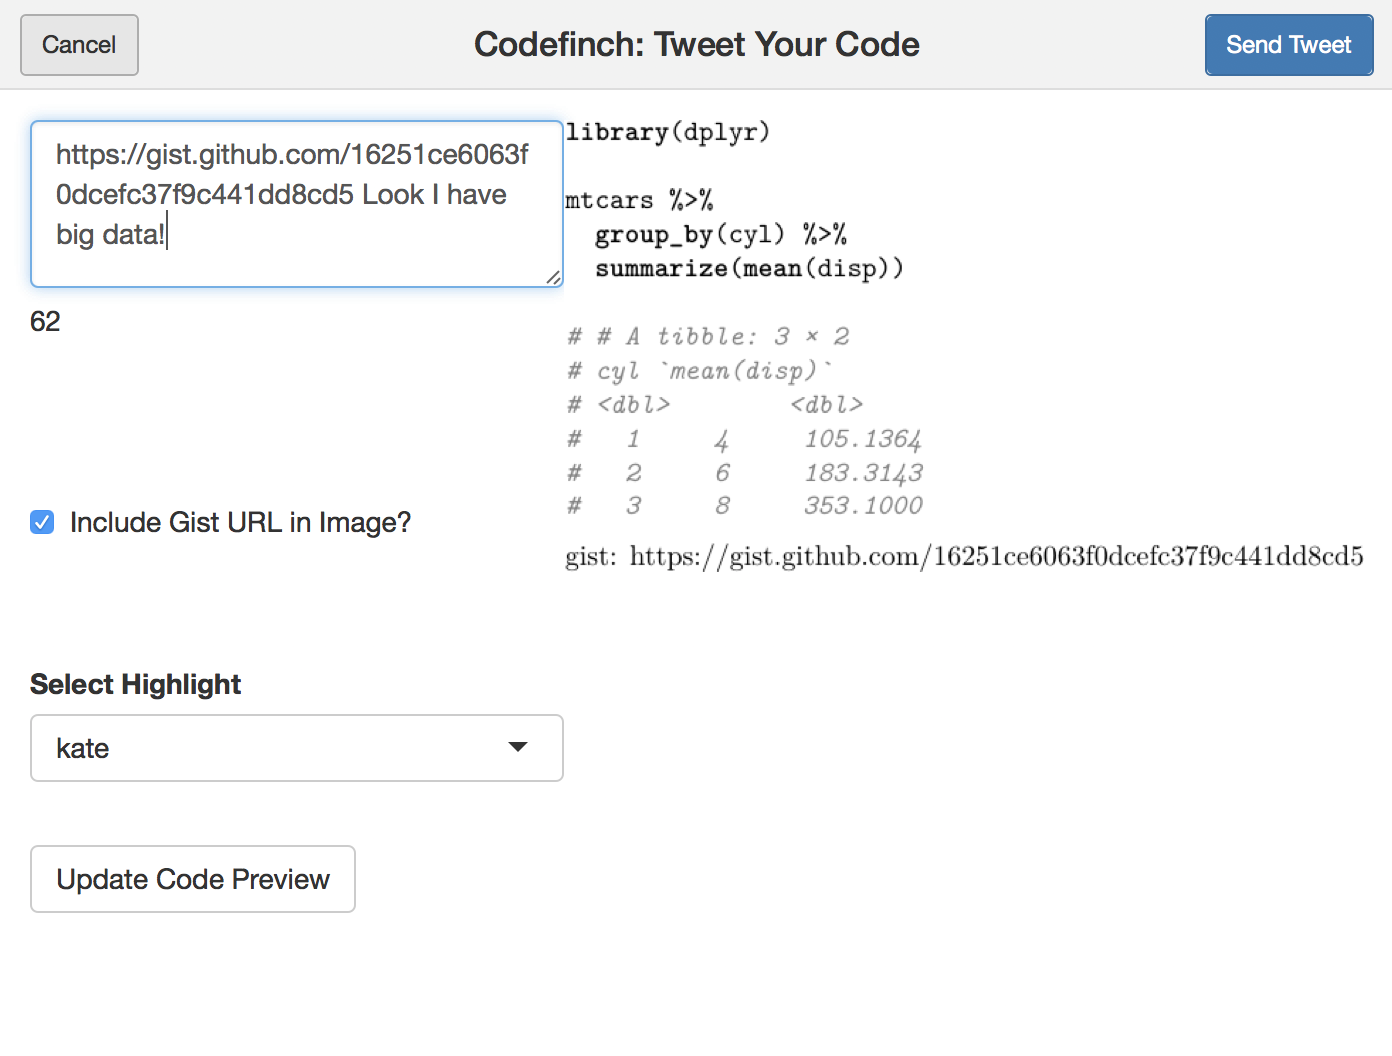 Cancel
Codefinch: Tweet Your Code
Send Tweet
https://gist.github.com/16251ce6063f
0dcefc37f9c441dd8cd5 Look I have
big data!
62
Include Gist URL in Image?
Select Highlight
kate
Update Code Preview
library(dplyr)
mtcars %>%
  group_by(cyl) %>%
  summarize(mean(disp))
# # A tibble: 3 × 2
# cyl `mean(disp)`
# <dbl>        <dbl>
#   1     4     105.1364
#   2     6     183.3143
#   3     8     353.1000
gist: https://gist.github.com/16251ce6063f0dcefc37f9c441dd8cd5